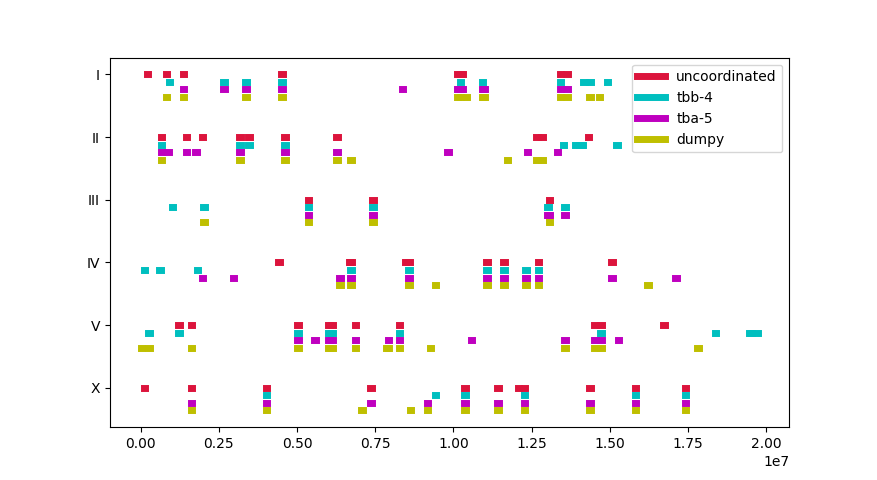 I
II
III
IV
V
X
uncoordinated
tbb-4
tba-5
dumpy
0.00 0.25 0.50 0.75 1.00 1.25 1.50 1.75 2.00
1e7